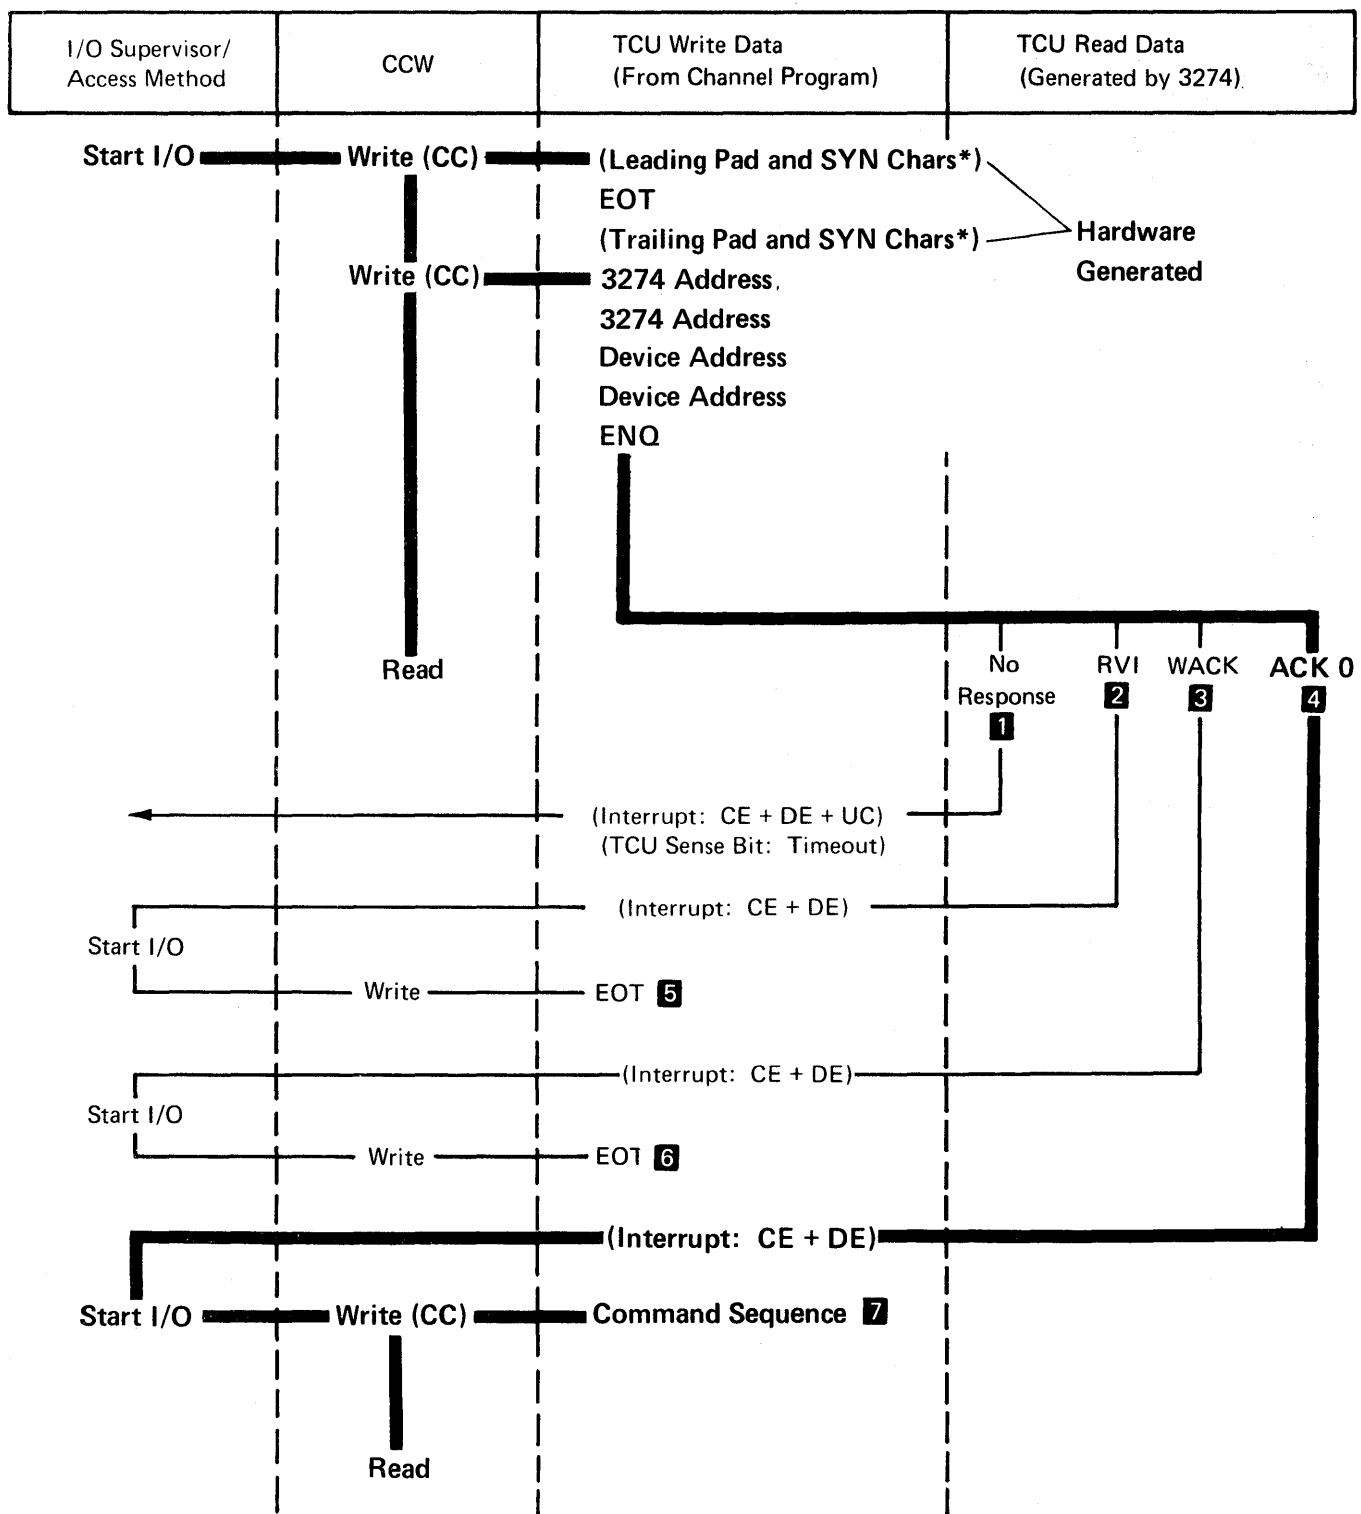 I/O Supervisor/
Access Method
CCW
TCU Write Data
(From Channel Program)
TCU Read Data
(Generated by 3274)
Start I/O
Write (CC)
(Leading Pad and SYN Chars*)
EOT
(Trailing Pad and SYN Chars*)
Hardware
Generated
Write (CC)
3274 Address
3274 Address
Device Address
Device Address
ENQ
Read
No
Response
1
RVI
2
WACK
3
ACK 0
4
(Interrupt: CE + DE + UC)
(TCU Sense Bit: Timeout)
(Interrupt: CE + DE)
Start I/O
Write
EOT 5
(Interrupt: CE + DE)
Start I/O
Write
EOT 6
(Interrupt: CE + DE)
Start I/O
Write (CC)
Command Sequence 7
Read